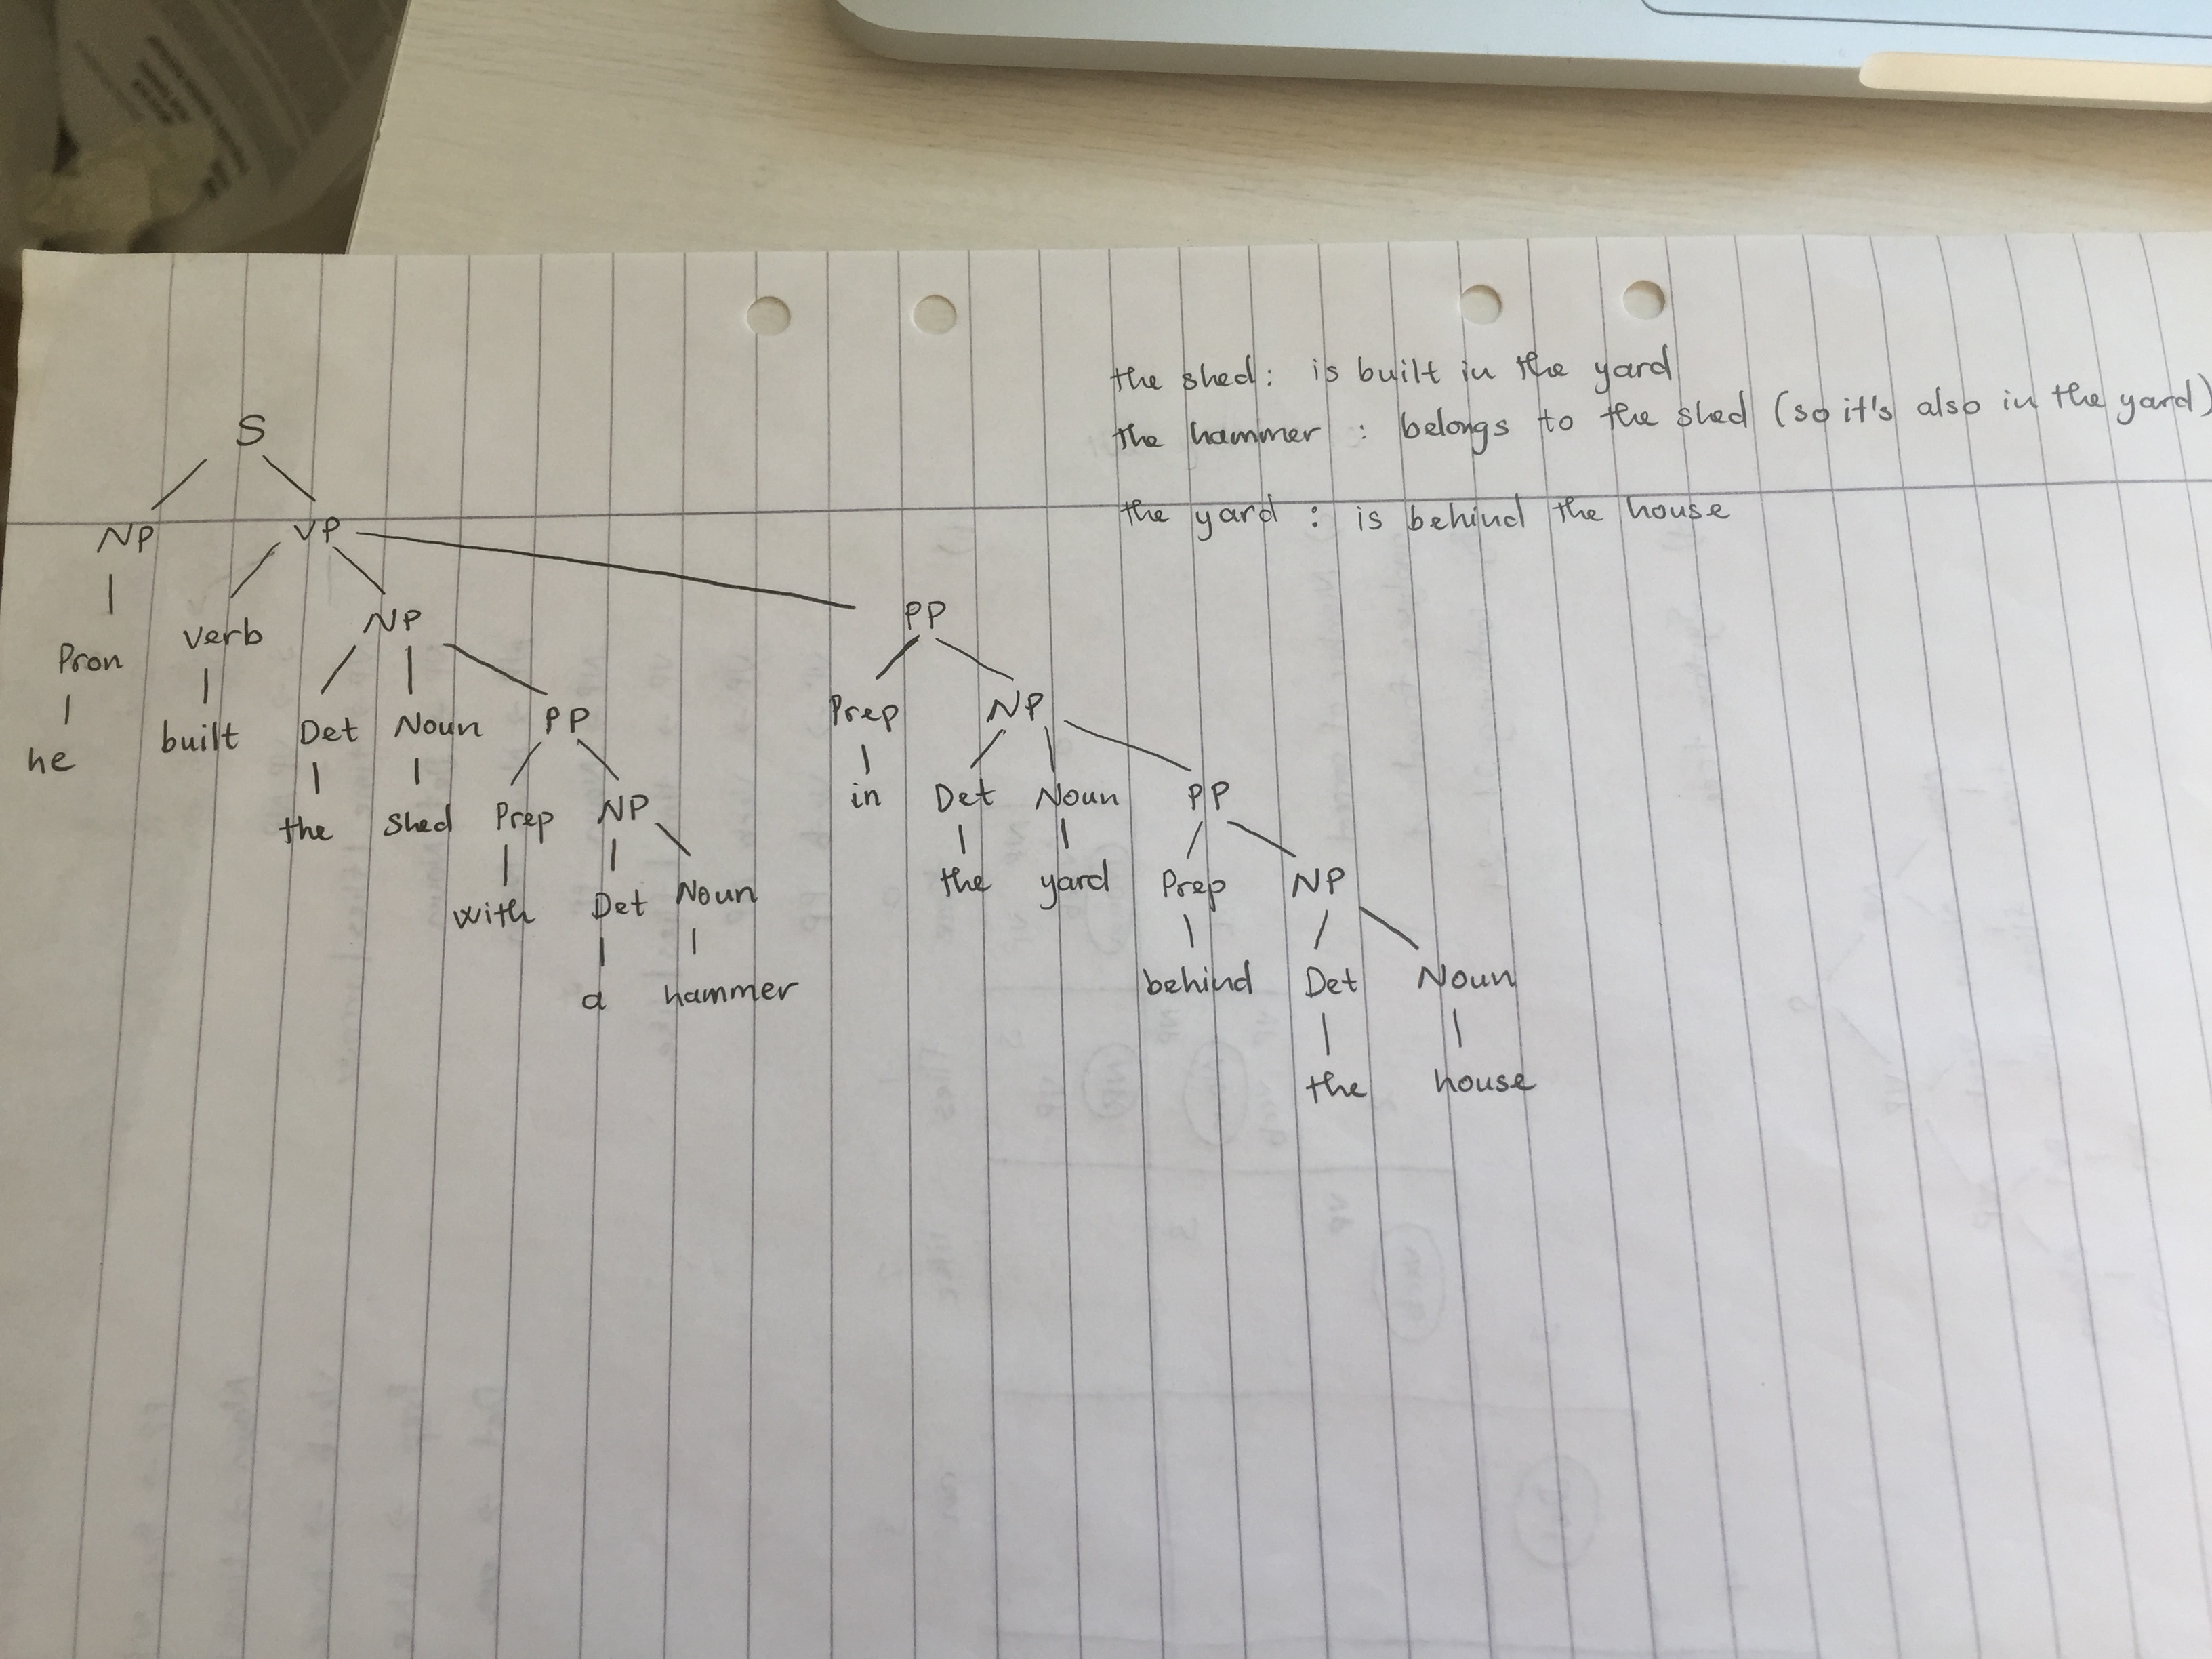 the shed: is built in the yard
the hammer : belongs to the shed (so it's also in the yard)
the yard : is behind the house
S
NP VP
Pron verb NP PP
he built Det Noun PP Prep NP
the shed Prep NP in Det Noun PP
with Det Noun the yard Prep NP
a hammer behind Det Noun
the house